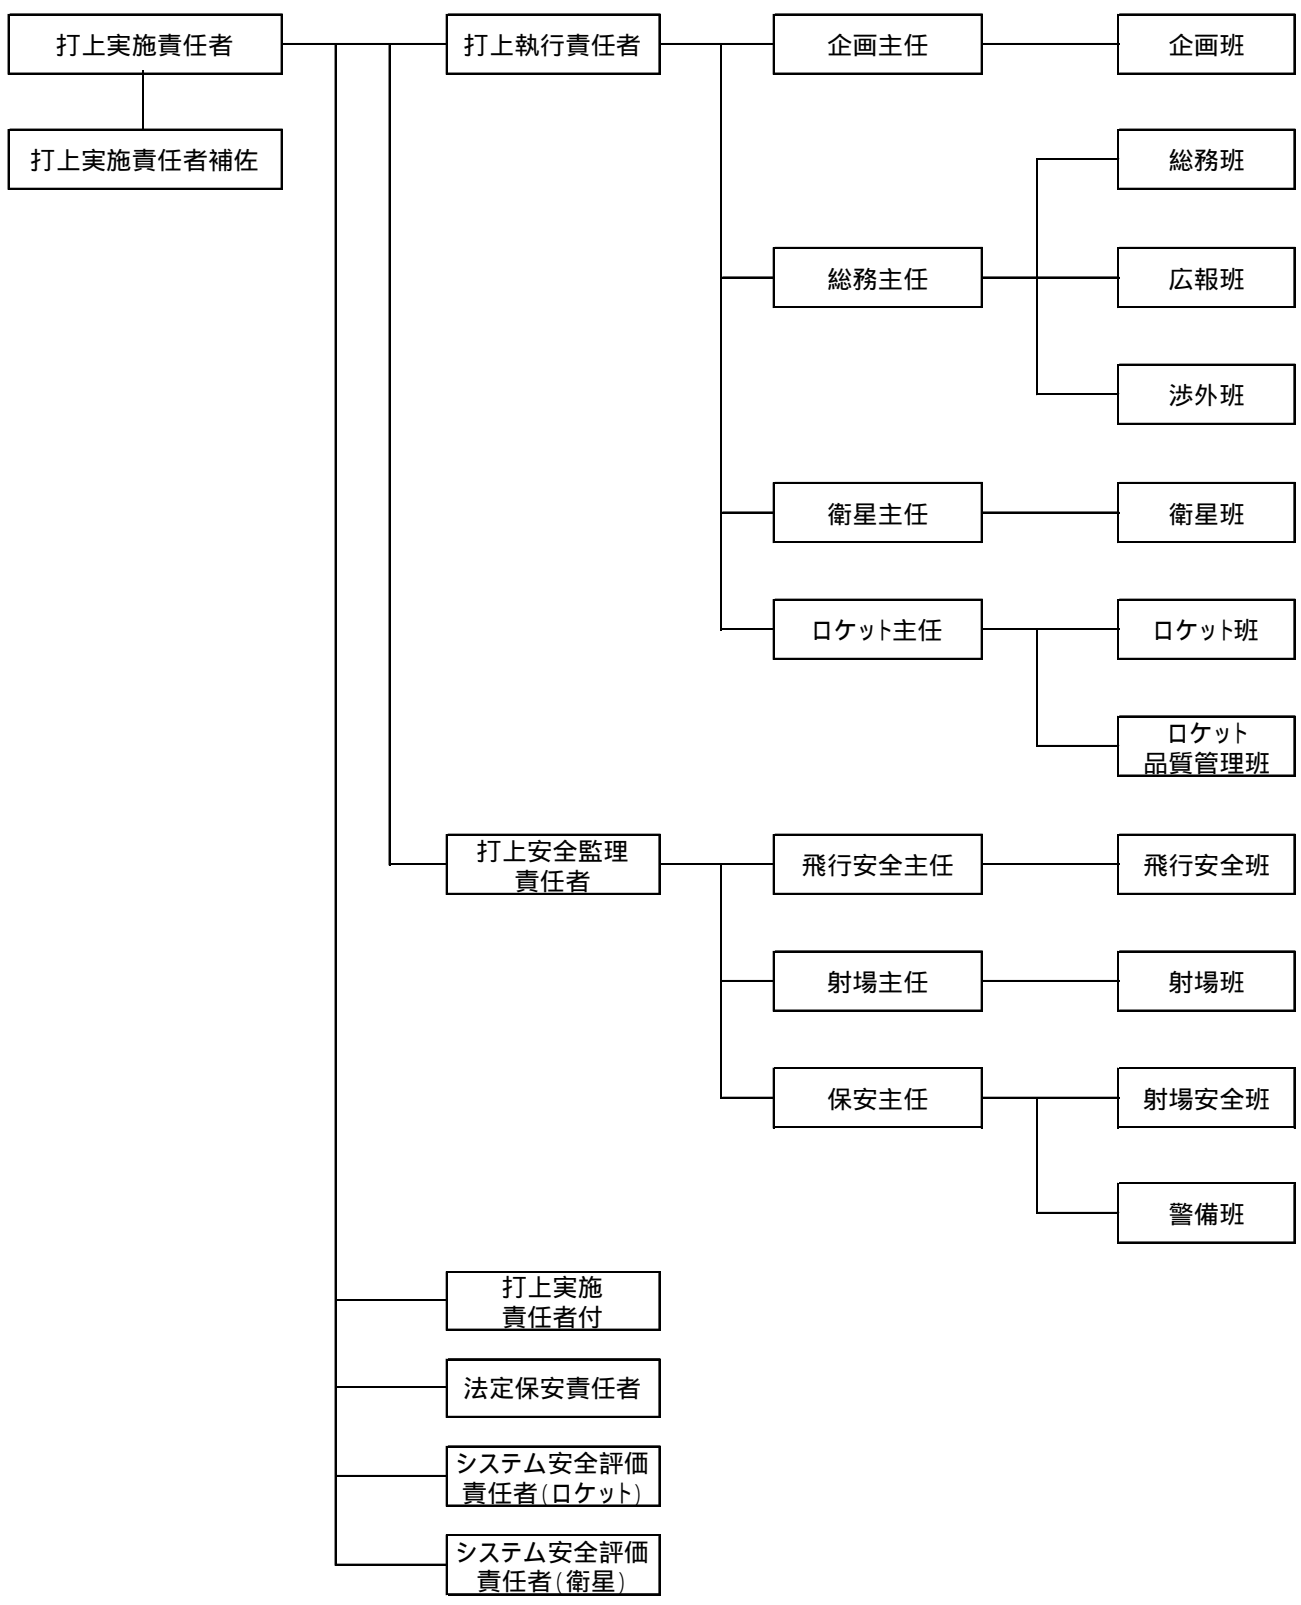 打上実施責任者
打上執行責任者
企画主任
企画班
打上実施責任者補佐
総務班
総務主任
広報班
渉外班
衛星主任
衛星班
ロケット主任
ロケット班
ロケット
品質管理班
打上安全監理
責任者
飛行安全主任
飛行安全班
射場主任
射場班
保安主任
射場安全班
警備班
打上実施
責任者付
法定保安責任者
システム安全評価
責任者(ロケット)
システム安全評価
責任者(衛星)